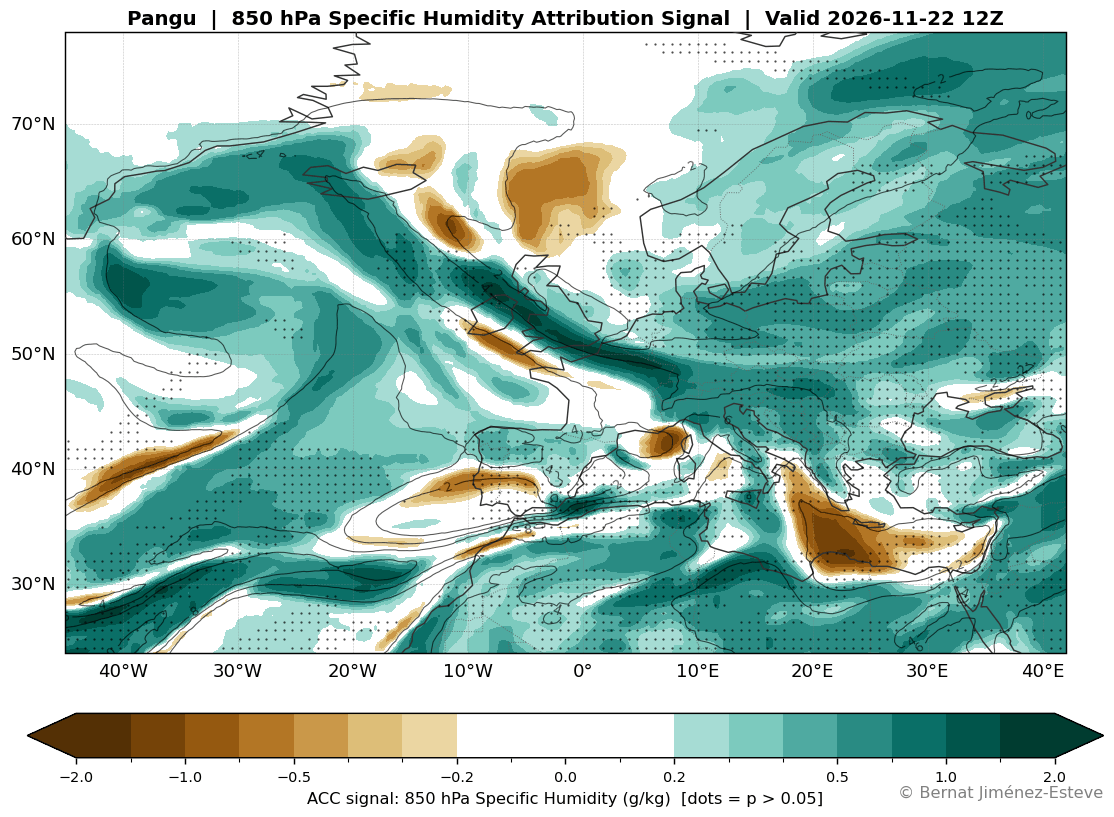 Pangu | 850 hPa Specific Humidity Attribution Signal | Valid 2026-11-22 12Z
70°N
60°N
50°N
40°N
30°N
40°W 30°W 20°W 10°W 0° 10°E 20°E 30°E 40°E
−2.0 −1.0 −0.5 −0.2 0.0 0.2 0.5 1.0 2.0
ACC signal: 850 hPa Specific Humidity (g/kg) [dots = p > 0.05]
© Bernat Jiménez-Esteve